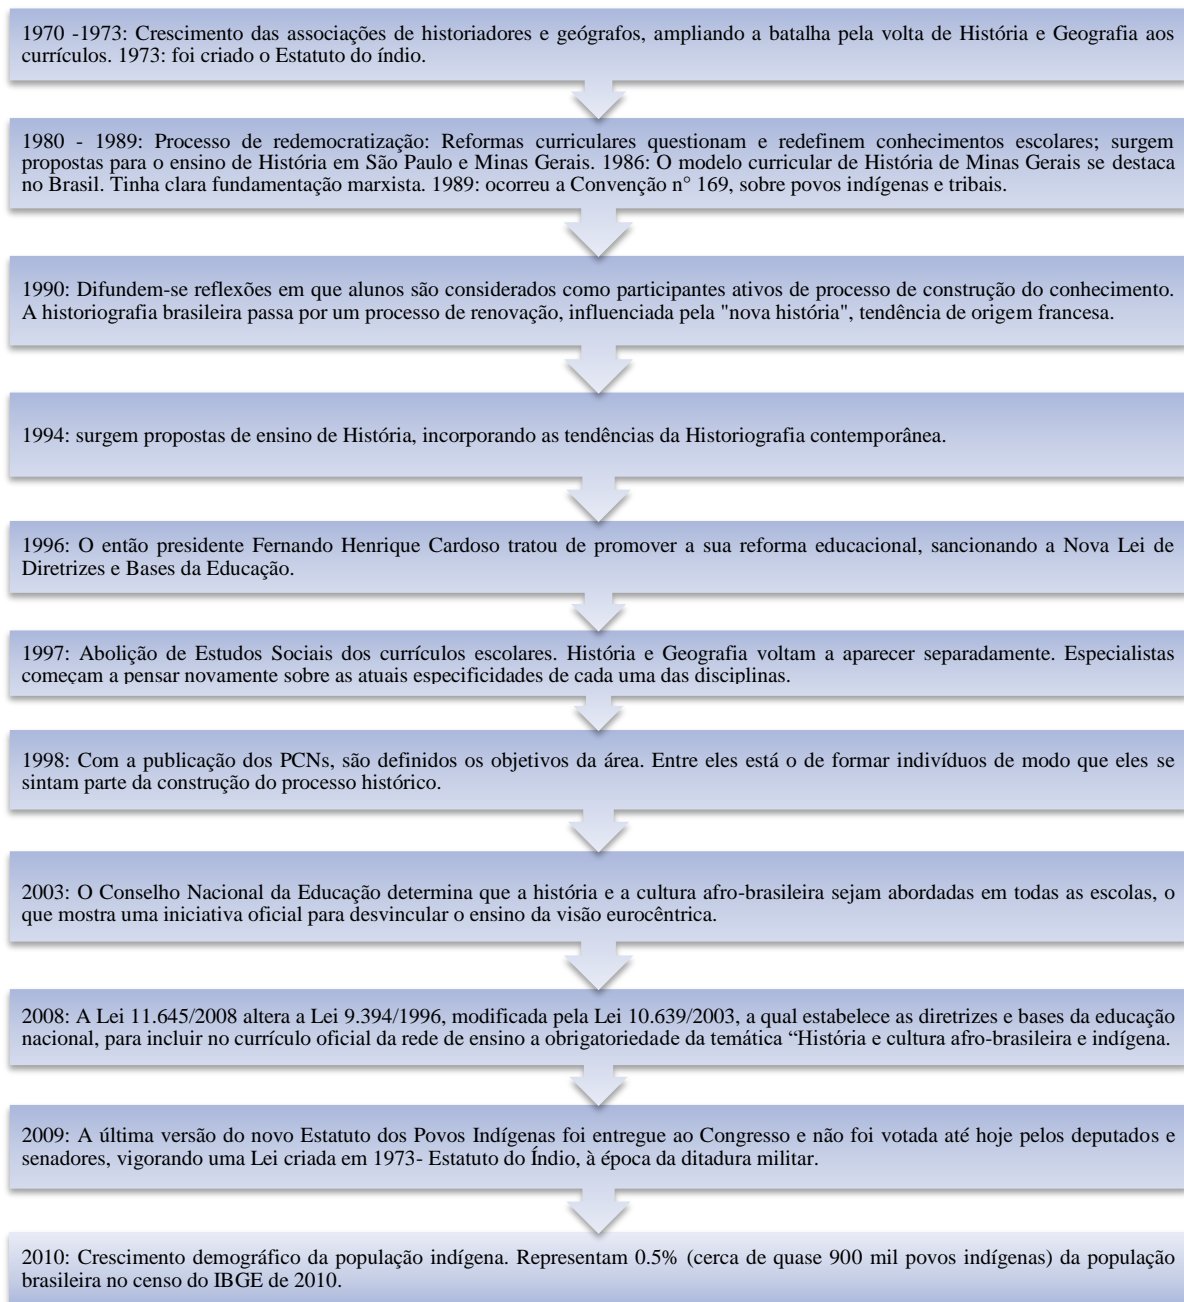 1970 -1973: Crescimento das associações de historiadores e geógrafos, ampliando a batalha pela volta de História e Geografia aos
currículos. 1973: foi criado o Estatuto do índio.
1980 - 1989: Processo de redemocratização: Reformas curriculares questionam e redefinem conhecimentos escolares; surgem
propostas para o ensino de História em São Paulo e Minas Gerais. 1986: O modelo curricular de História de Minas Gerais se destaca
no Brasil. Tinha clara fundamentação marxista. 1989: ocorreu a Convenção n° 169, sobre povos indígenas e tribais.
1990: Difundem-se reflexões em que alunos são considerados como participantes ativos de processo de construção do conhecimento.
A historiografia brasileira passa por um processo de renovação, influenciada pela "nova história", tendência de origem francesa.
1994: surgem propostas de ensino de História, incorporando as tendências da Historiografia contemporânea.
1996: O então presidente Fernando Henrique Cardoso tratou de promover a sua reforma educacional, sancionando a Nova Lei de
Diretrizes e Bases da Educação.
1997: Abolição de Estudos Sociais dos currículos escolares. História e Geografia voltam a aparecer separadamente. Especialistas
começam a pensar novamente sobre as atuais especificidades de cada uma das disciplinas.
1998: Com a publicação dos PCNs, são definidos os objetivos da área. Entre eles está o de formar indivíduos de modo que eles se
sintam parte da construção do processo histórico.
2003: O Conselho Nacional da Educação determina que a história e a cultura afro-brasileira sejam abordadas em todas as escolas, o
que mostra uma iniciativa oficial para desvincular o ensino da visão eurocêntrica.
2008: A Lei 11.645/2008 altera a Lei 9.394/1996, modificada pela Lei 10.639/2003, a qual estabelece as diretrizes e bases da educação
nacional, para incluir no currículo oficial da rede de ensino a obrigatoriedade da temática “História e cultura afro-brasileira e indígena.
2009: A última versão do novo Estatuto dos Povos Indígenas foi entregue ao Congresso e não foi votada até hoje pelos deputados e
senadores, vigorando uma Lei criada em 1973- Estatuto do Índio, à época da ditadura militar.
2010: Crescimento demográfico da população indígena. Representam 0.5% (cerca de quase 900 mil povos indígenas) da população
brasileira no censo do IBGE de 2010.